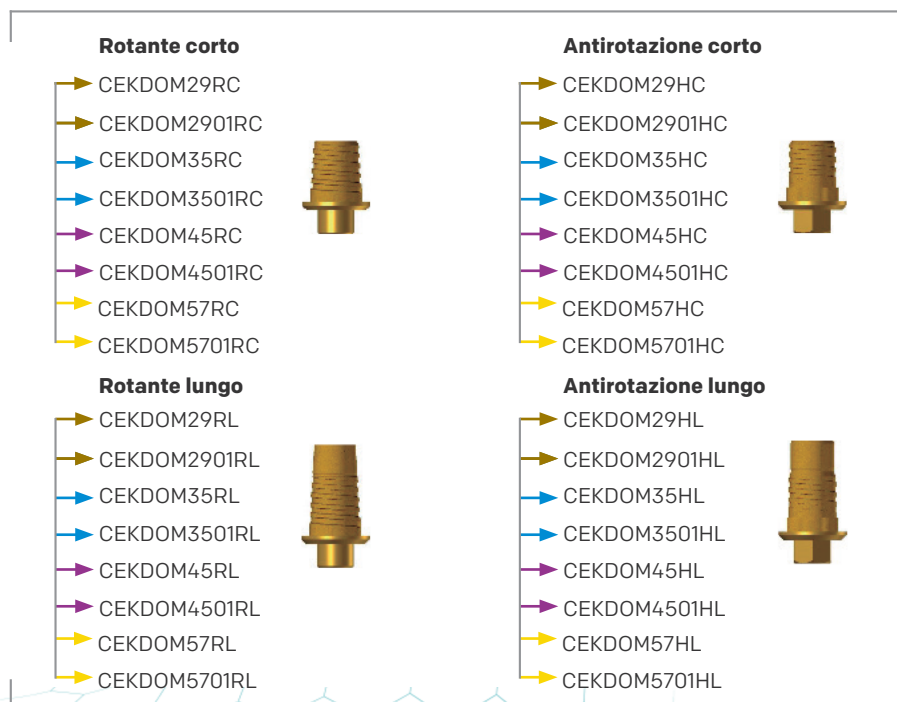 Rotante corto
CEKDOM29RC
CEKDOM2901RC
CEKDOM35RC
CEKDOM3501RC
CEKDOM45RC
CEKDOM4501RC
CEKDOM57RC
CEKDOM5701RC
Antirotazione corto
CEKDOM29HC
CEKDOM2901HC
CEKDOM35HC
CEKDOM3501HC
CEKDOM45HC
CEKDOM4501HC
CEKDOM57HC
CEKDOM5701HC
Rotante lungo
CEKDOM29RL
CEKDOM2901RL
CEKDOM35RL
CEKDOM3501RL
CEKDOM45RL
CEKDOM4501RL
CEKDOM57RL
CEKDOM5701RL
Antirotazione lungo
CEKDOM29HL
CEKDOM2901HL
CEKDOM35HL
CEKDOM3501HL
CEKDOM45HL
CEKDOM4501HL
CEKDOM57HL
CEKDOM5701HL